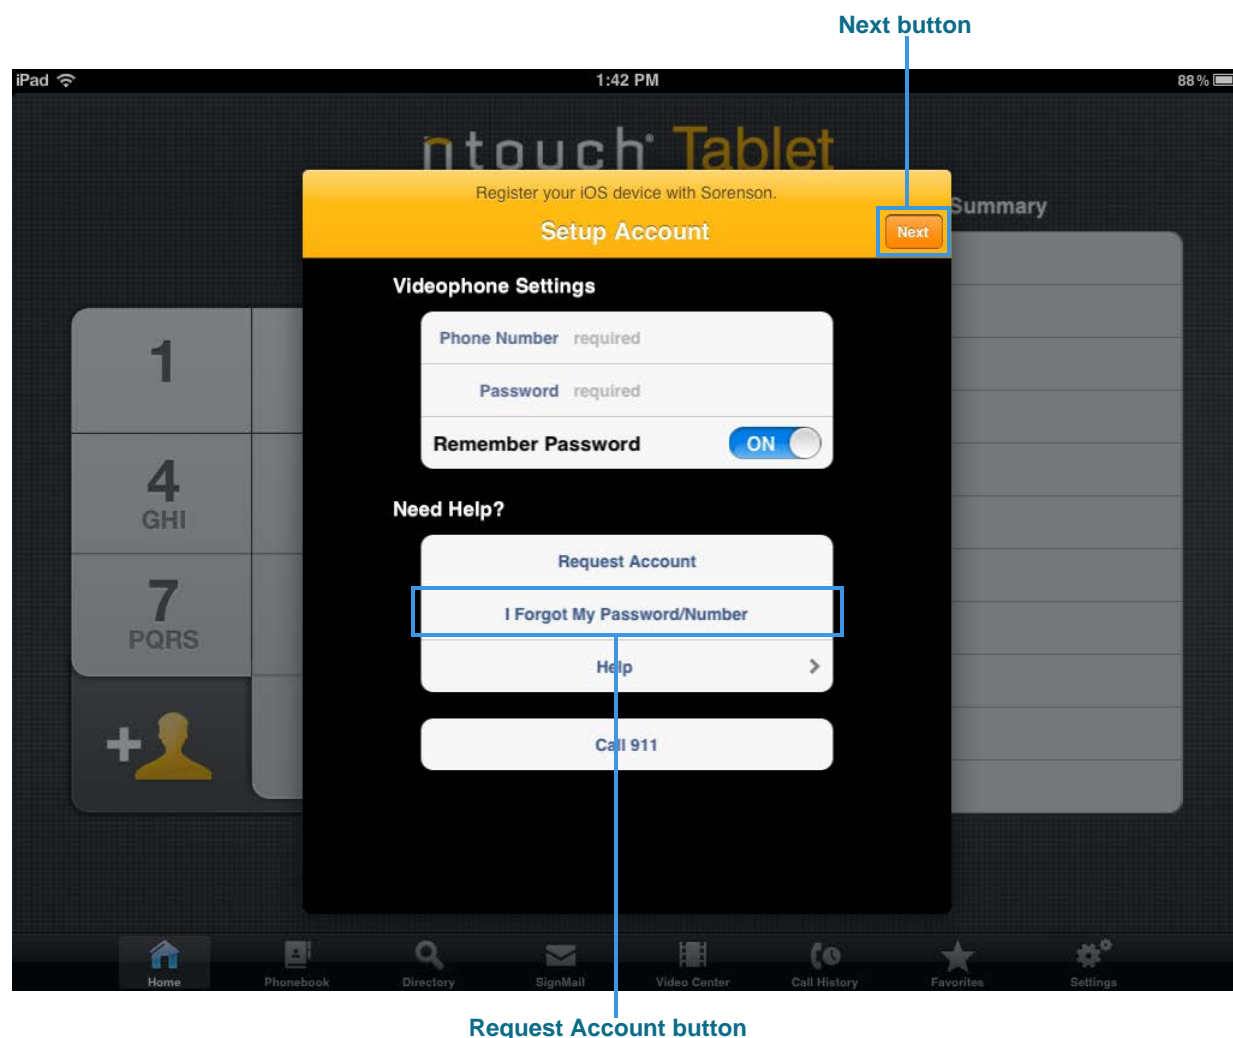 Next button
iPad 1:42 PM 88%
ntouch® Tablet
Register your iOS device with Sorenson.
Setup Account
Next
Summary
Videophone Settings
Phone Number required
Password required
Remember Password ON
Need Help?
Request Account
I Forgot My Password/Number
Help
Call 911
1
4
GHI
7
PQRS
Home Phonebook Directory SignMail Video Center Call History Favorites Settings
Request Account button